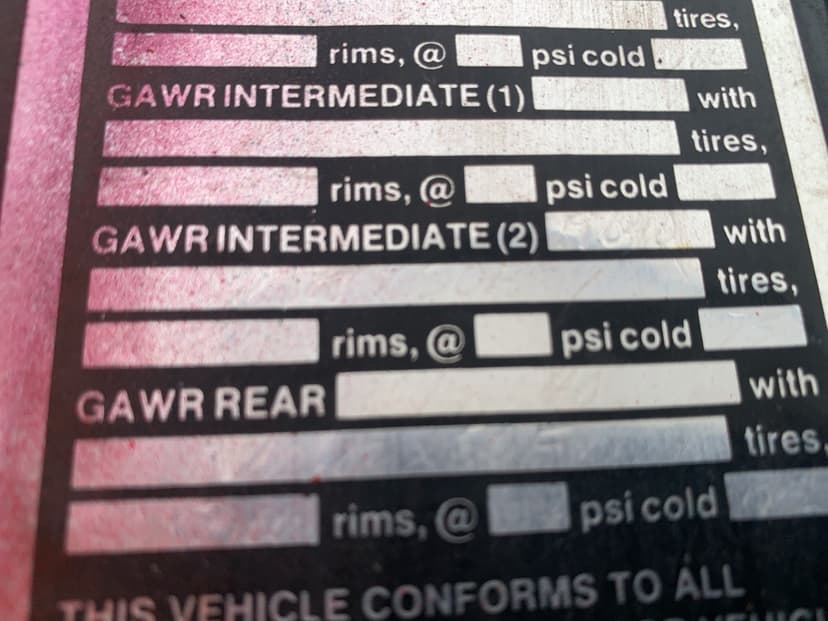 tires,
rims, @ psi cold
GAWR INTERMEDIATE (1) with
tires,
rims, @ psi cold
GAWR INTERMEDIATE (2) with
tires,
rims, @ psi cold
GAWR REAR with
tires,
rims, @ psi cold
THIS VEHICLE CONFORMS TO ALL